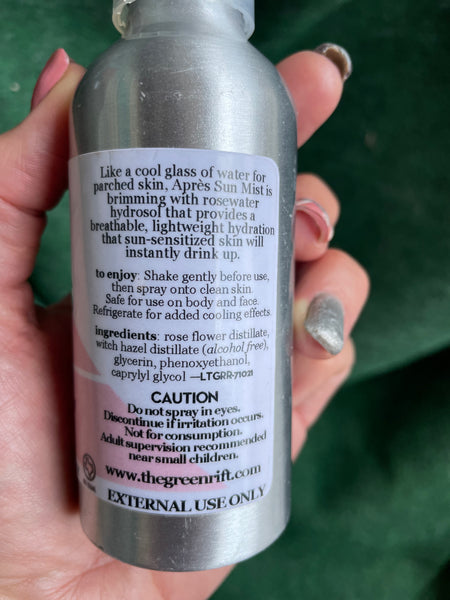 Like a cool glass of water for
parched skin, Après Sun Mist is
brimming with rosewater
hydrosol that provides a
breathable, lightweight hydration
that sun-sensitized skin will
instantly drink up.
to enjoy: Shake gently before use,
then spray onto clean skin.
Safe for use on body and face.
Refrigerate for added cooling effects.
ingredients: rose flower distillate,
witch hazel distillate (alcohol free),
glycerin, phenoxyethanol,
caprylyl glycol —LTGRR-71021
CAUTION
Do not spray in eyes.
Discontinue if irritation occurs.
Not for consumption.
Adult supervision recommended
near small children.
www.thegreenrift.com
EXTERNAL USE ONLY